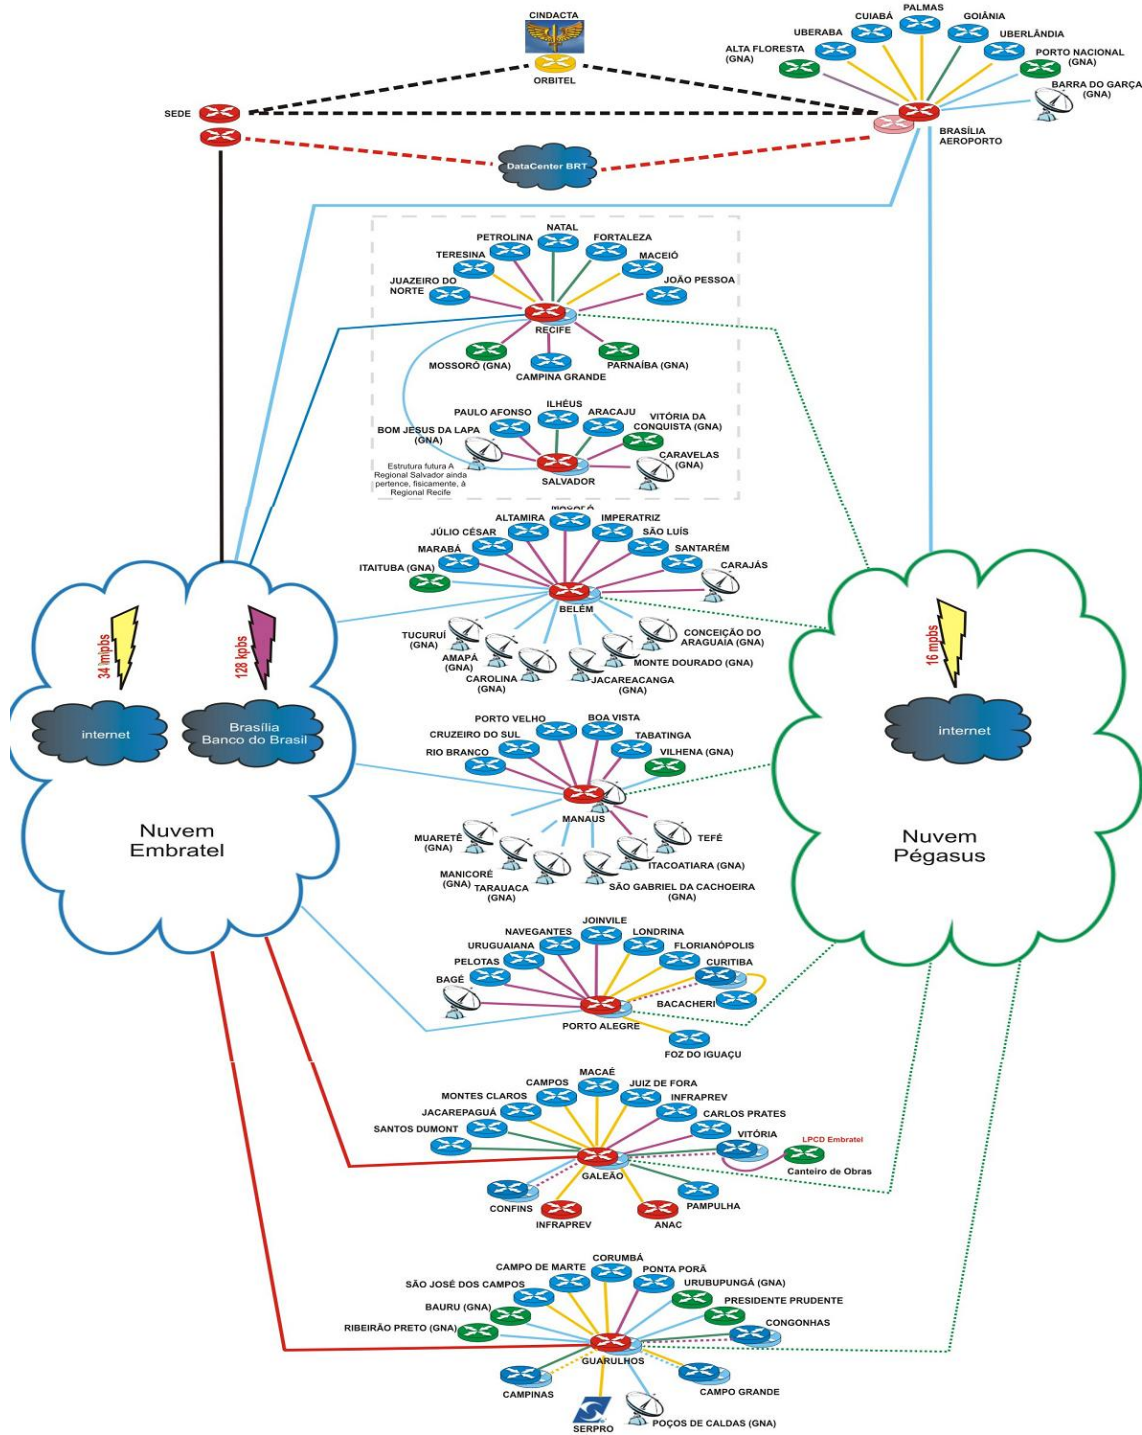 CINDACTA
ORBITEL
SEDE
DataCenter BRT
PALMAS
CUIABÁ
GOIÂNIA
UBERABA
UBERLÂNDIA
ALTA FLORESTA
(GNA)
PORTO NACIONAL
(GNA)
BARRA DO GARÇA
(GNA)
BRASÍLIA
AEROPORTO
NATAL
PETROLINA
FORTALEZA
TERESINA
MACEIÓ
JUAZEIRO DO
NORTE
JOÃO PESSOA
RECIFE
MOSSORÓ (GNA)
PARNAÍBA (GNA)
CAMPINA GRANDE
ILHÉUS
PAULO AFONSO
ARACAJU
VITÓRIA DA
CONQUISTA (GNA)
BOM JESUS DA LAPA
(GNA)
CARAVELAS
(GNA)
SALVADOR
Estrutura futura A
Regional Salvador ainda
pertence, fisicamente, à
Regional Recife
MACAPÁ
ALTAMIRA
IMPERATRIZ
JÚLIO CÉSAR
SÃO LUÍS
MARABÁ
SANTARÉM
ITAITUBA (GNA)
CARAJÁS
BELÉM
TUCURUÍ
(GNA)
AMAPÁ
(GNA)
CAROLINA
(GNA)
CONCEIÇÃO DO
ARAGUAIA (GNA)
MONTE DOURADO (GNA)
JACAREACANGA
(GNA)
34 mpbs
128 kpbs
internet
Brasília
Banco do Brasil
Nuvem
Embratel
16 mpbs
internet
Nuvem
Pégasus
PORTO VELHO
BOA VISTA
CRUZEIRO DO SUL
TABATINGA
RIO BRANCO
VILHENA (GNA)
MANAUS
MUARETÊ
(GNA)
MANICORÉ
(GNA)
TARAUACA
(GNA)
TEFÉ
ITACOATIARA (GNA)
SÃO GABRIEL DA CACHOEIRA
(GNA)
JOINVILE
NAVEGANTES
LONDRINA
URUGUAIANA
FLORIANÓPOLIS
PELOTAS
CURITIBA
BAGÉ
BACACHERI
PORTO ALEGRE
FOZ DO IGUAÇU
MACAÉ
CAMPOS
JUIZ DE FORA
MONTES CLAROS
INFRAPREV
JACAREPAGUÁ
CARLOS PRATES
SANTOS DUMONT
VITÓRIA
LPCD Embratel
Canteiro de Obras
GALEÃO
CONFINS
PAMPULHA
INFRAPREV
ANAC
CORUMBÁ
CAMPO DE MARTE
PONTA PORÃ
SÃO JOSÉ DOS CAMPOS
URUBUPUNGÁ (GNA)
BAURU (GNA)
PRESIDENTE PRUDENTE
RIBEIRÃO PRETO (GNA)
CONGONHAS
GUARULHOS
CAMPINAS
CAMPO GRANDE
SERPRO
POÇOS DE CALDAS (GNA)